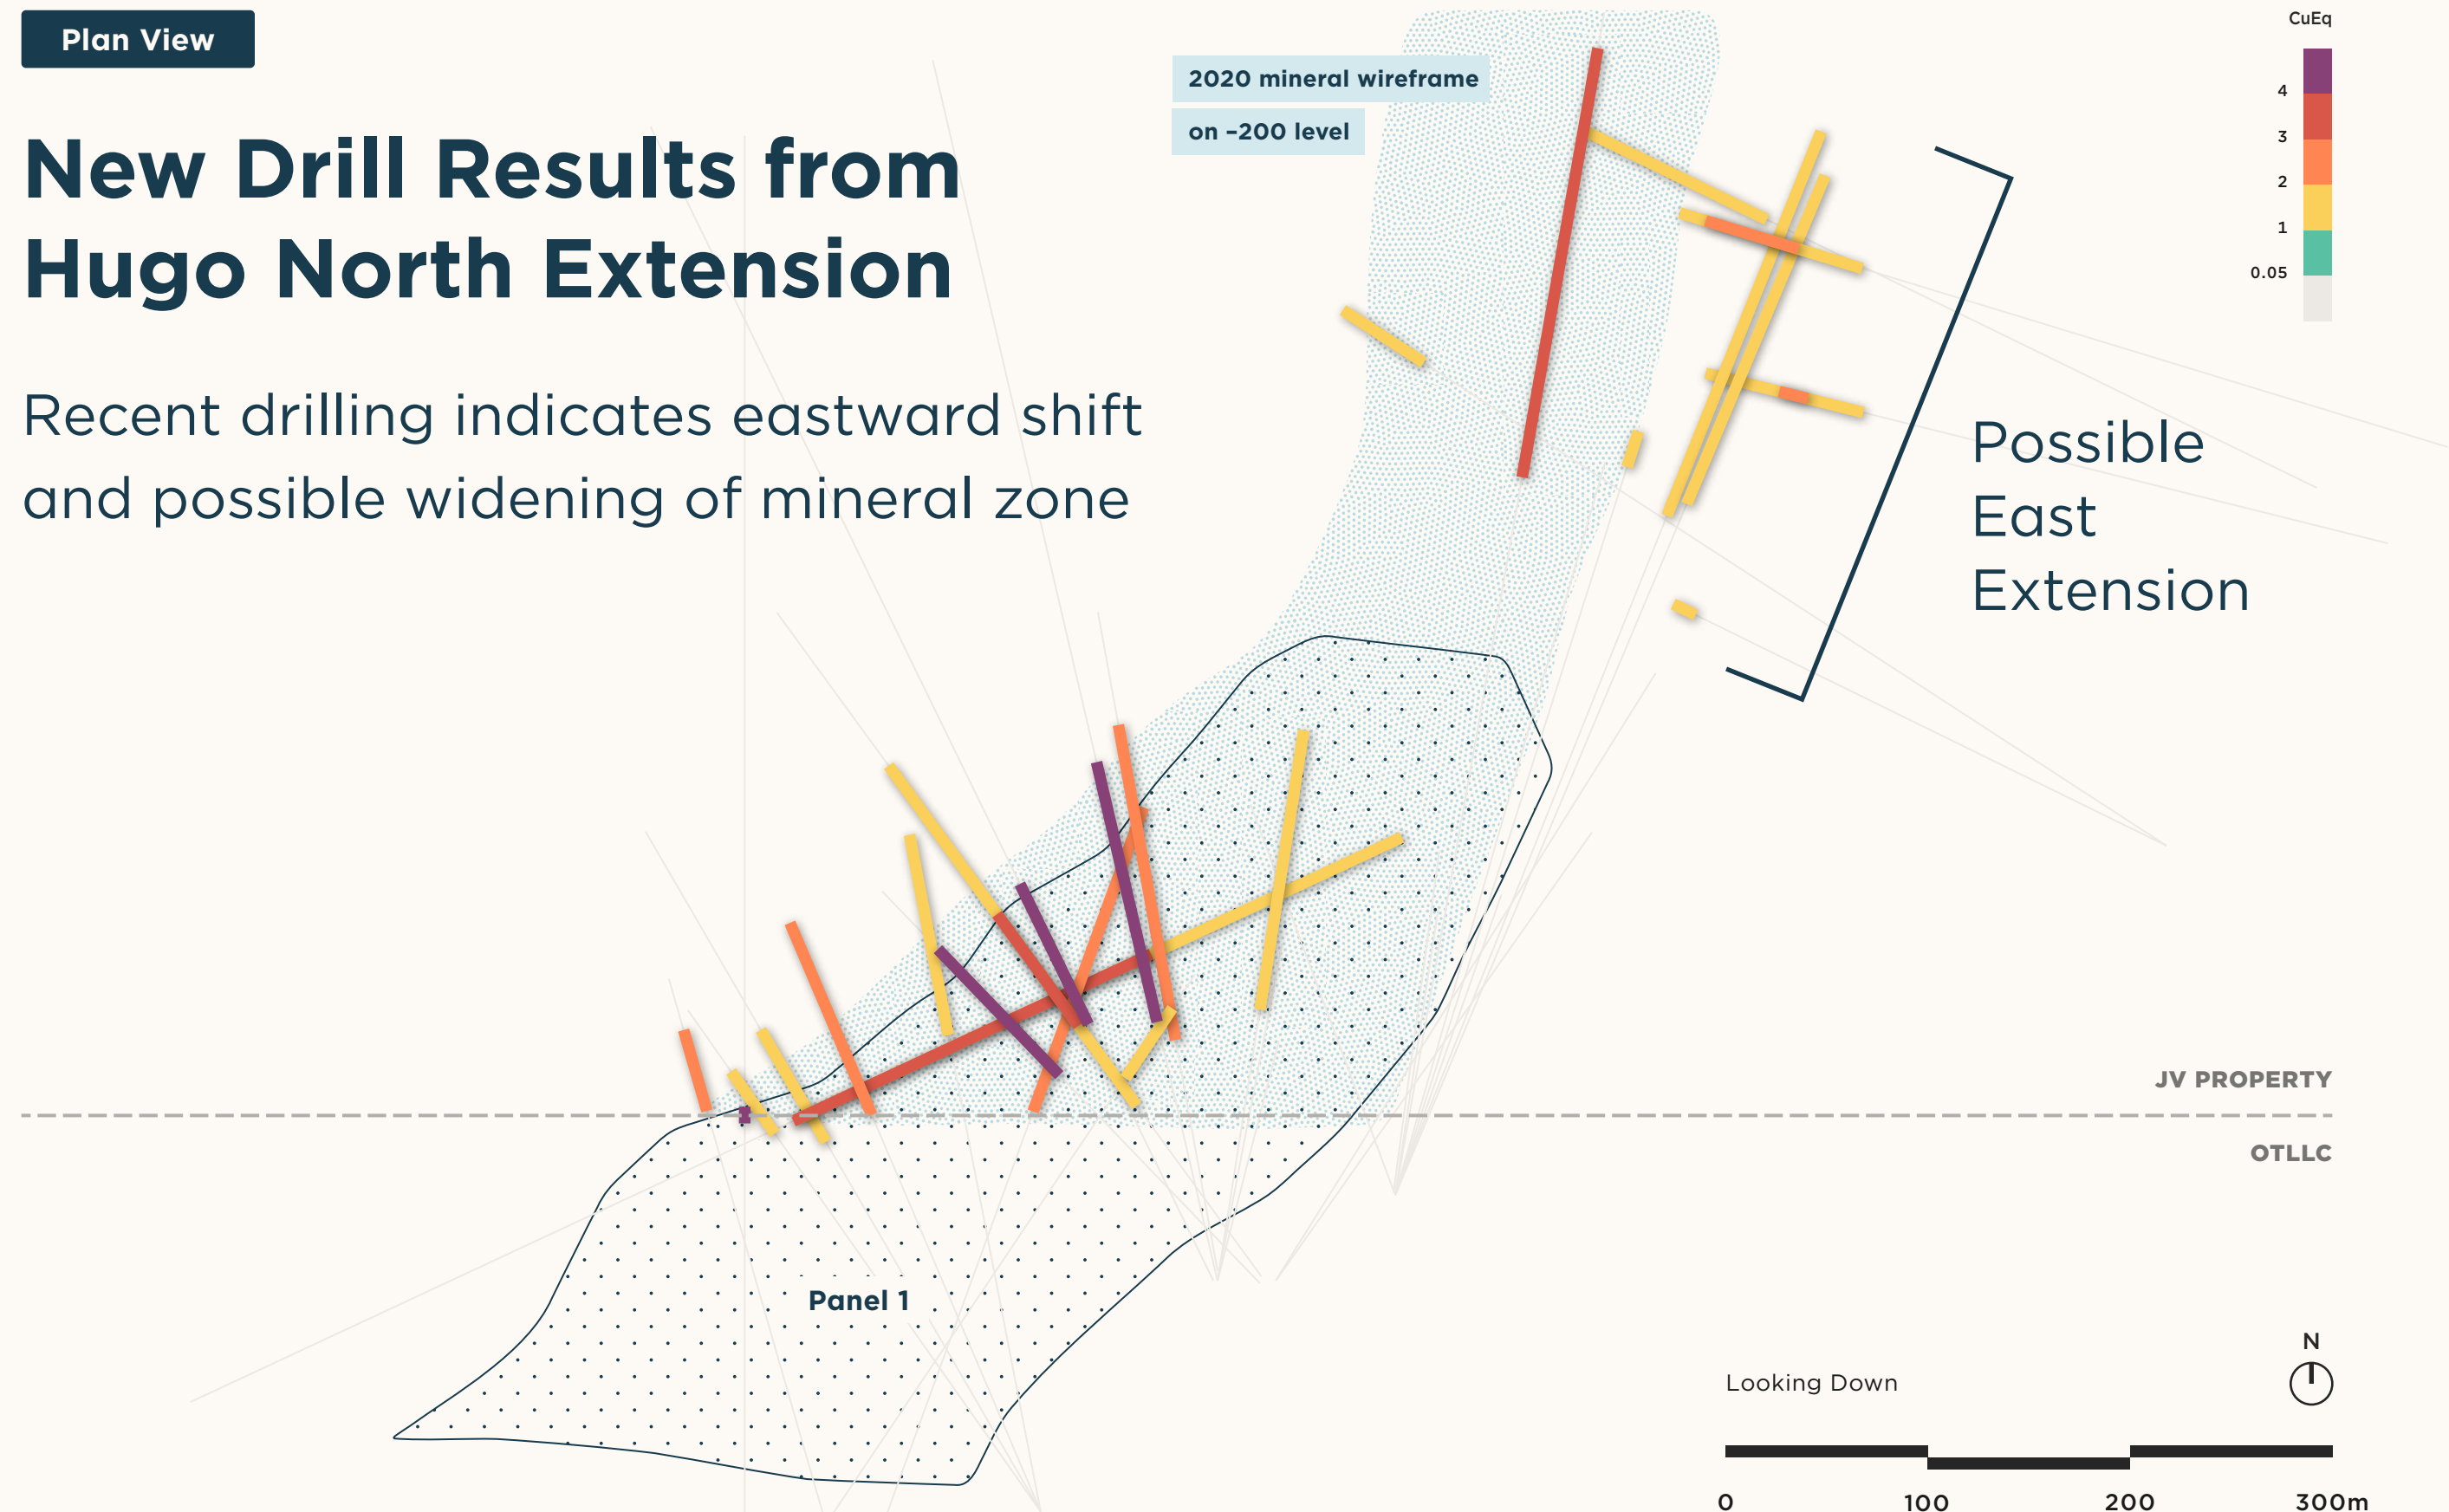 Plan View
New Drill Results from
Hugo North Extension
Recent drilling indicates eastward shift
and possible widening of mineral zone
2020 mineral wireframe
on –200 level
CuEq
4
3
2
1
0.05
Possible
East
Extension
JV PROPERTY
OTLLC
Panel 1
N
Looking Down
0 100 200 300m